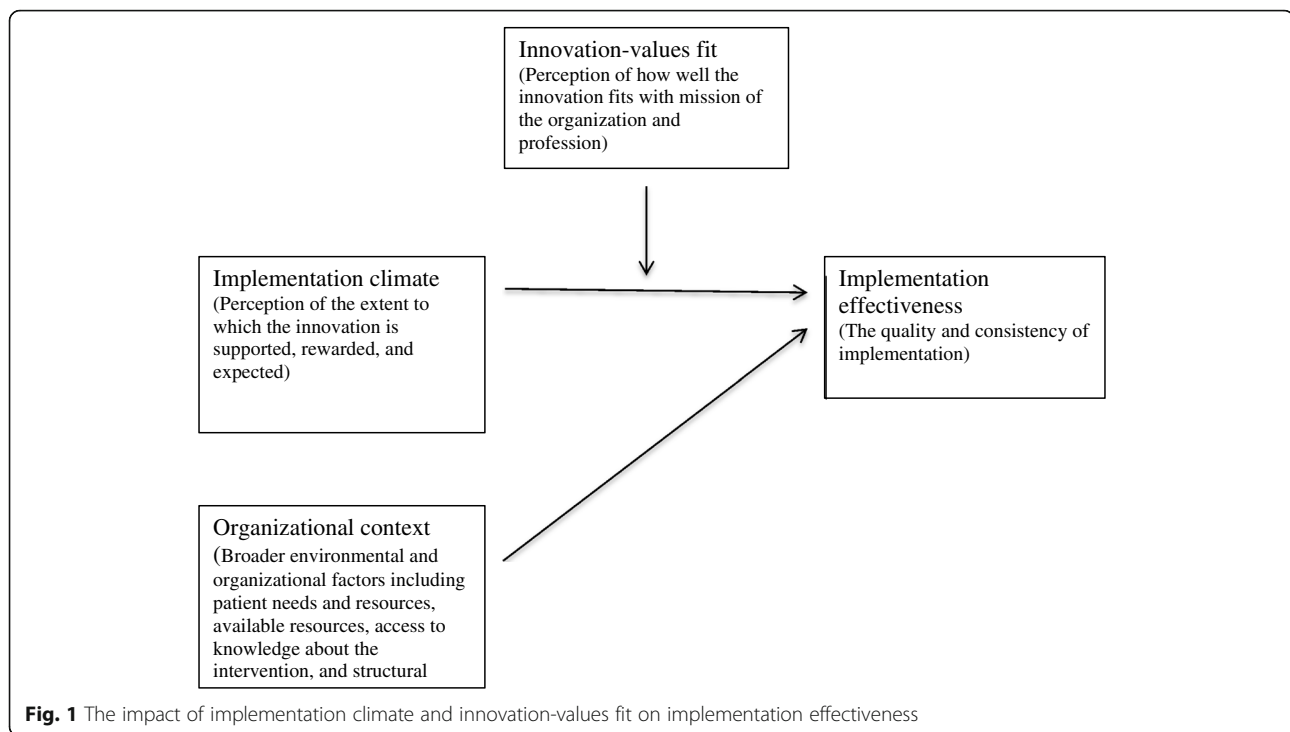 Innovation-values fit
(Perception of how well the
innovation fits with mission of
the organization and
profession)
Implementation climate
(Perception of the extent to
which the innovation is
supported, rewarded, and
expected)
Implementation
effectiveness
(The quality and consistency of
implementation)
Organizational context
(Broader environmental and
organizational factors including
patient needs and resources,
available resources, access to
knowledge about the
intervention, and structural
Fig. 1 The impact of implementation climate and innovation-values fit on implementation effectiveness